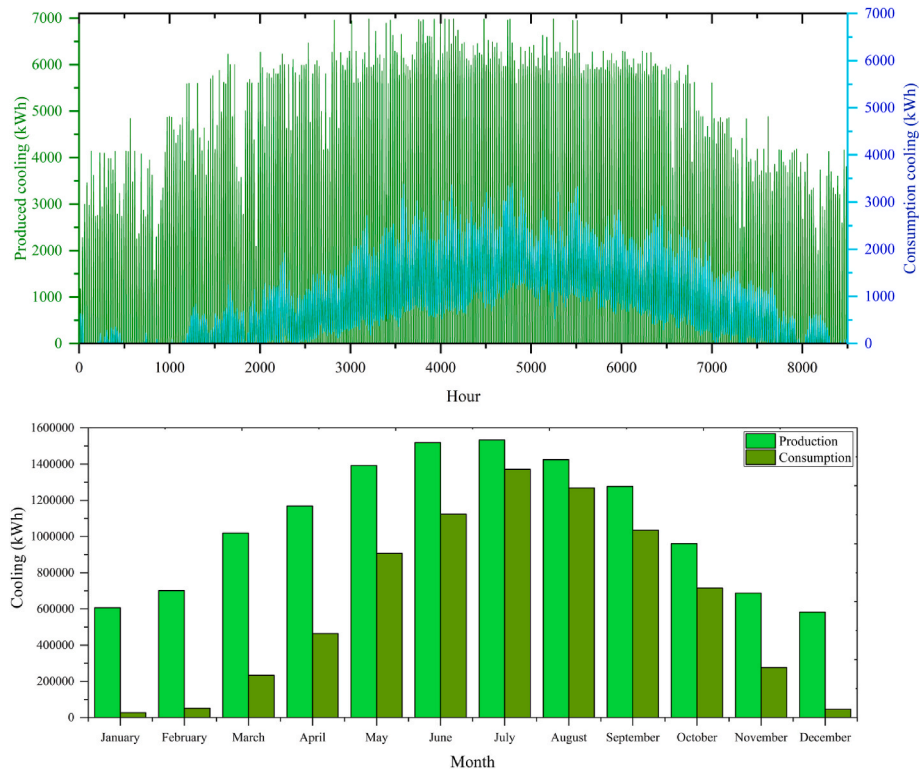 7000
6000
5000
4000
3000
2000
1000
0
Produced cooling (kWh)
7000
6000
5000
4000
3000
2000
1000
0
Consumption cooling (kWh)
0 1000 2000 3000 4000 5000 6000 7000 8000
Hour
1600000
1400000
1200000
1000000
800000
600000
400000
200000
0
Cooling (kWh)
Production
Consumption
January February March April May June July August September October November December
Month